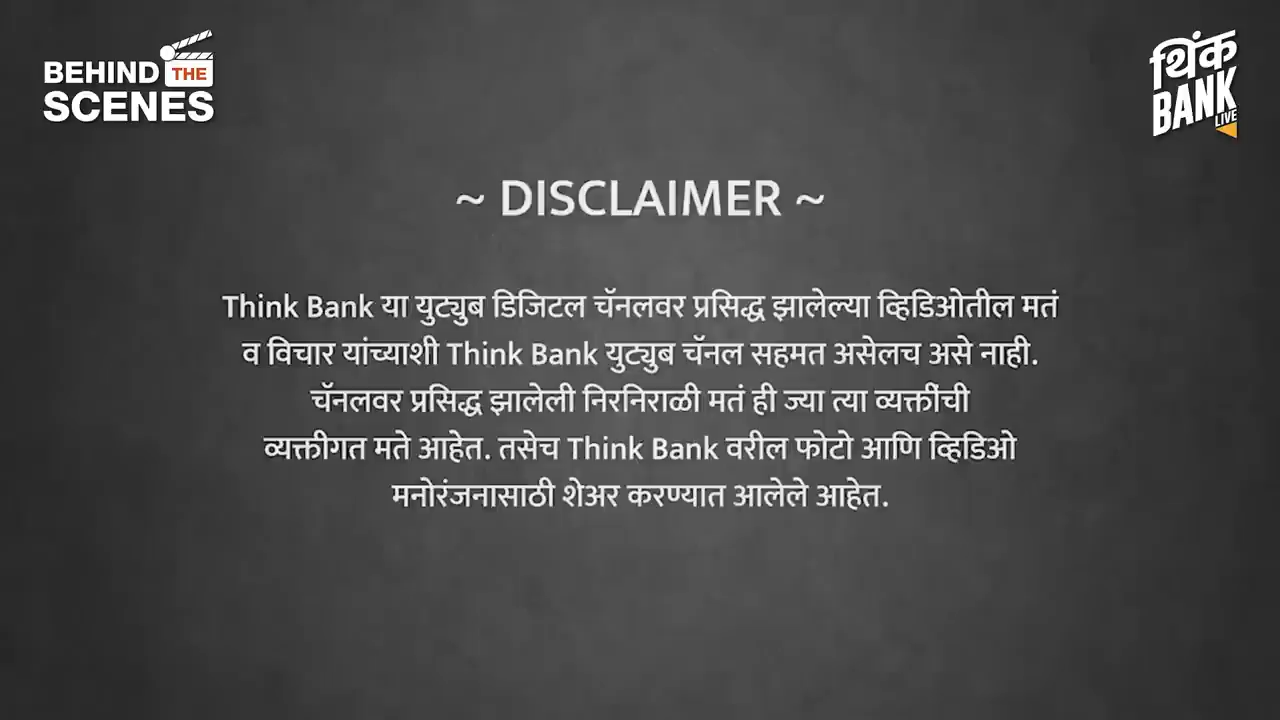 BEHIND THE
SCENES
थिंक
BANK
LIVE
~ DISCLAIMER ~
Think Bank या युट्युब डिजिटल चॅनलवर प्रसिद्ध झालेल्या व्हिडिओतील मतं
व विचार यांच्याशी Think Bank युट्युब चॅनल सहमत असेलच असे नाही.
चॅनलवर प्रसिद्ध झालेली निरनिराळी मतं ही ज्या त्या व्यक्तींची
व्यक्तीगत मते आहेत. तसेच Think Bank वरील फोटो आणि व्हिडिओ
मनोरंजनासाठी शेअर करण्यात आलेले आहेत.